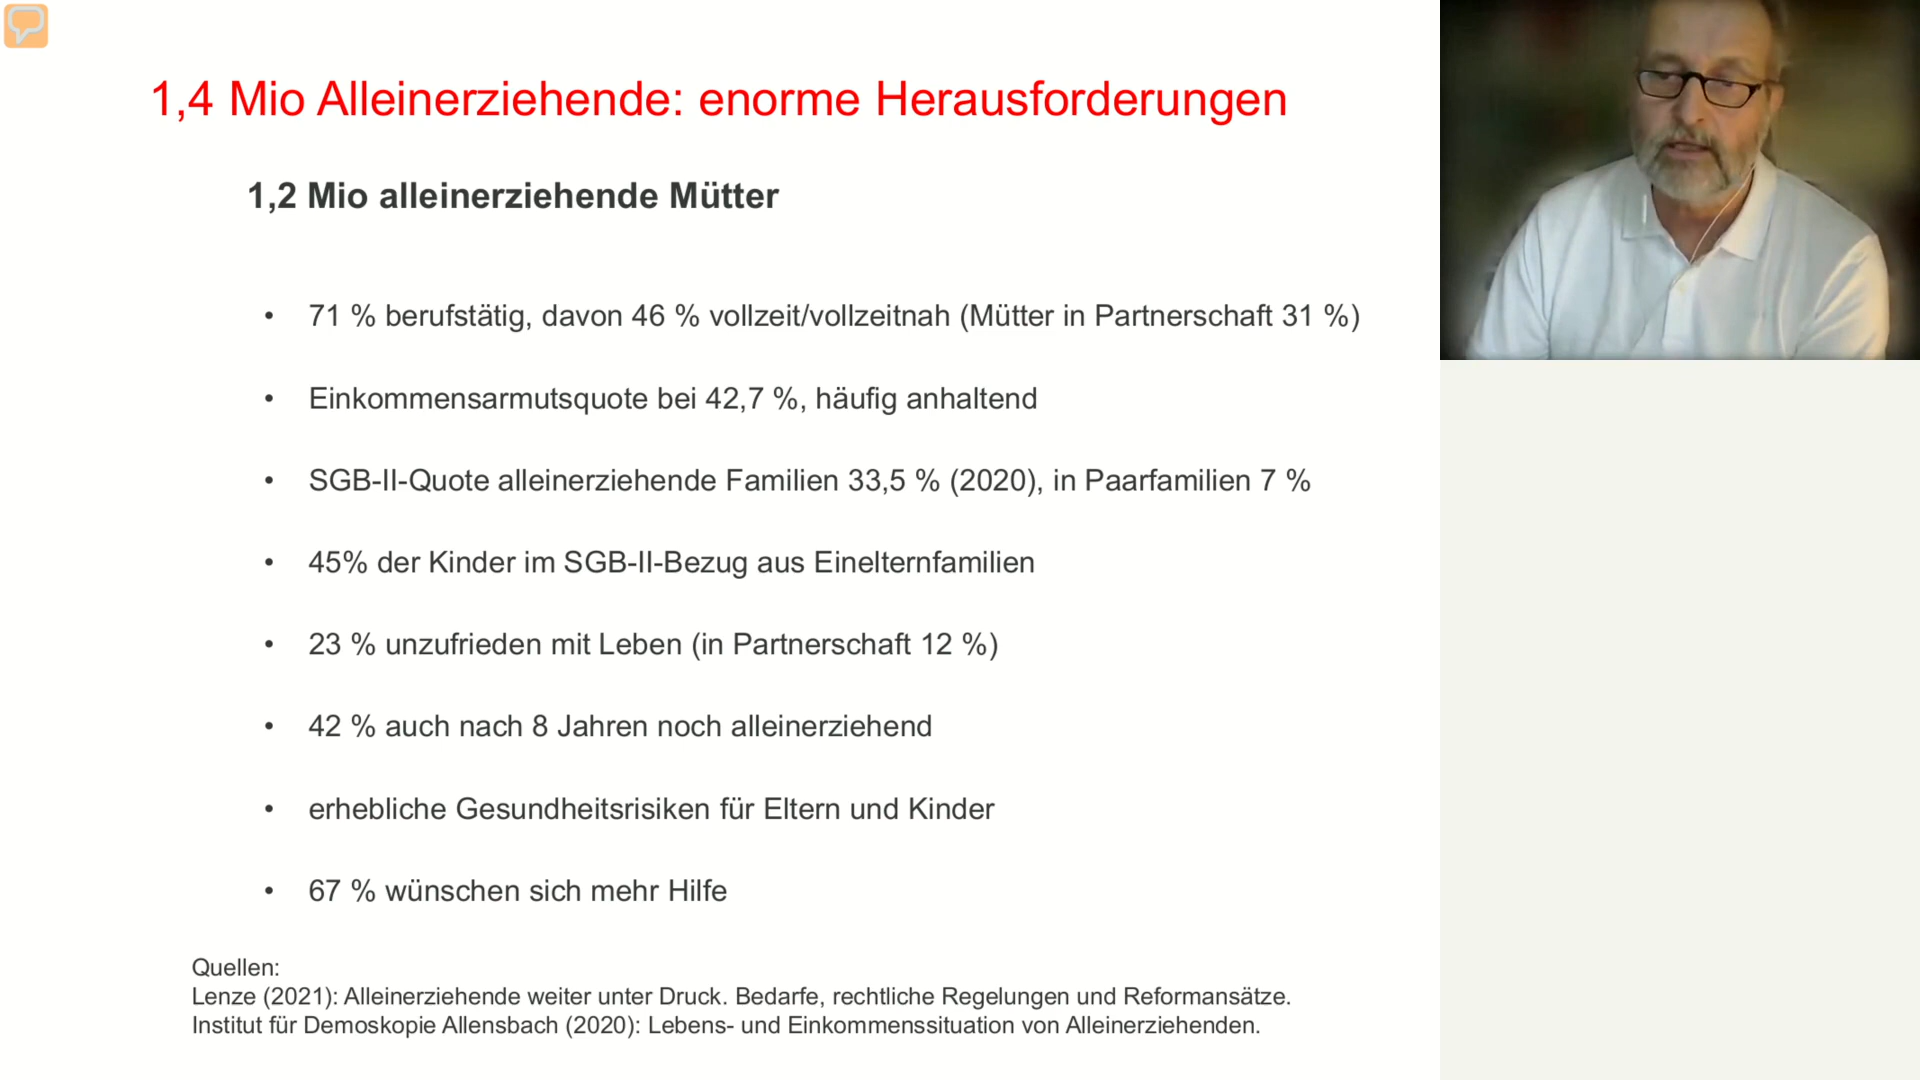 1,4 Mio Alleinerziehende: enorme Herausforderungen
1,2 Mio alleinerziehende Mütter
• 71 % berufstätig, davon 46 % vollzeit/vollzeitnah (Mütter in Partnerschaft 31 %)
• Einkommensarmutsquote bei 42,7 %, häufig anhaltend
• SGB-II-Quote alleinerziehende Familien 33,5 % (2020), in Paarfamilien 7 %
• 45% der Kinder im SGB-II-Bezug aus Einelternfamilien
• 23 % unzufrieden mit Leben (in Partnerschaft 12 %)
• 42 % auch nach 8 Jahren noch alleinerziehend
• erhebliche Gesundheitsrisiken für Eltern und Kinder
• 67 % wünschen sich mehr Hilfe
Quellen:
Lenze (2021): Alleinerziehende weiter unter Druck. Bedarfe, rechtliche Regelungen und Reformansätze.
Institut für Demoskopie Allensbach (2020): Lebens- und Einkommenssituation von Alleinerziehenden.